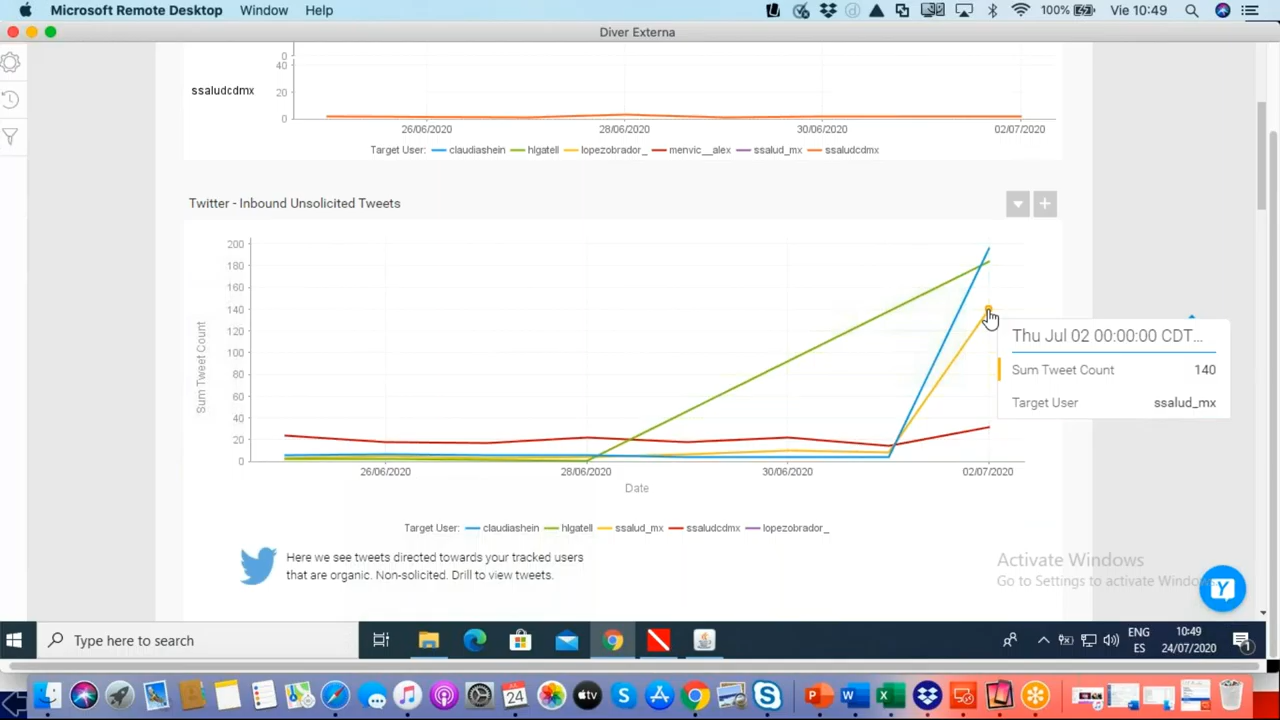 Microsoft Remote Desktop Window Help 100% Vie 10:49
Diver Externa
0
40
ssaludcdmx
20
0
26/06/2020 28/06/2020 30/06/2020 02/07/2020
Target User: claudiashein hlgatell lopezobrador_ menvic__alex ssalud_mx ssaludcdmx
Twitter - Inbound Unsolicited Tweets
200
180
160
140
120
100
80
60
40
20
0
Sum Tweet Count
26/06/2020 28/06/2020 30/06/2020 02/07/2020
Date
Thu Jul 02 00:00:00 CDT...
Sum Tweet Count 140
Target User ssalud_mx
Target User: claudiashein hlgatell ssalud_mx ssaludcdmx lopezobrador_
Here we see tweets directed towards your tracked users
that are organic. Non-solicited. Drill to view tweets.
Activate Windows
Go to Settings to activate Windows.
Type here to search
ENG
ES
10:49
24/07/2020
1
24
tv